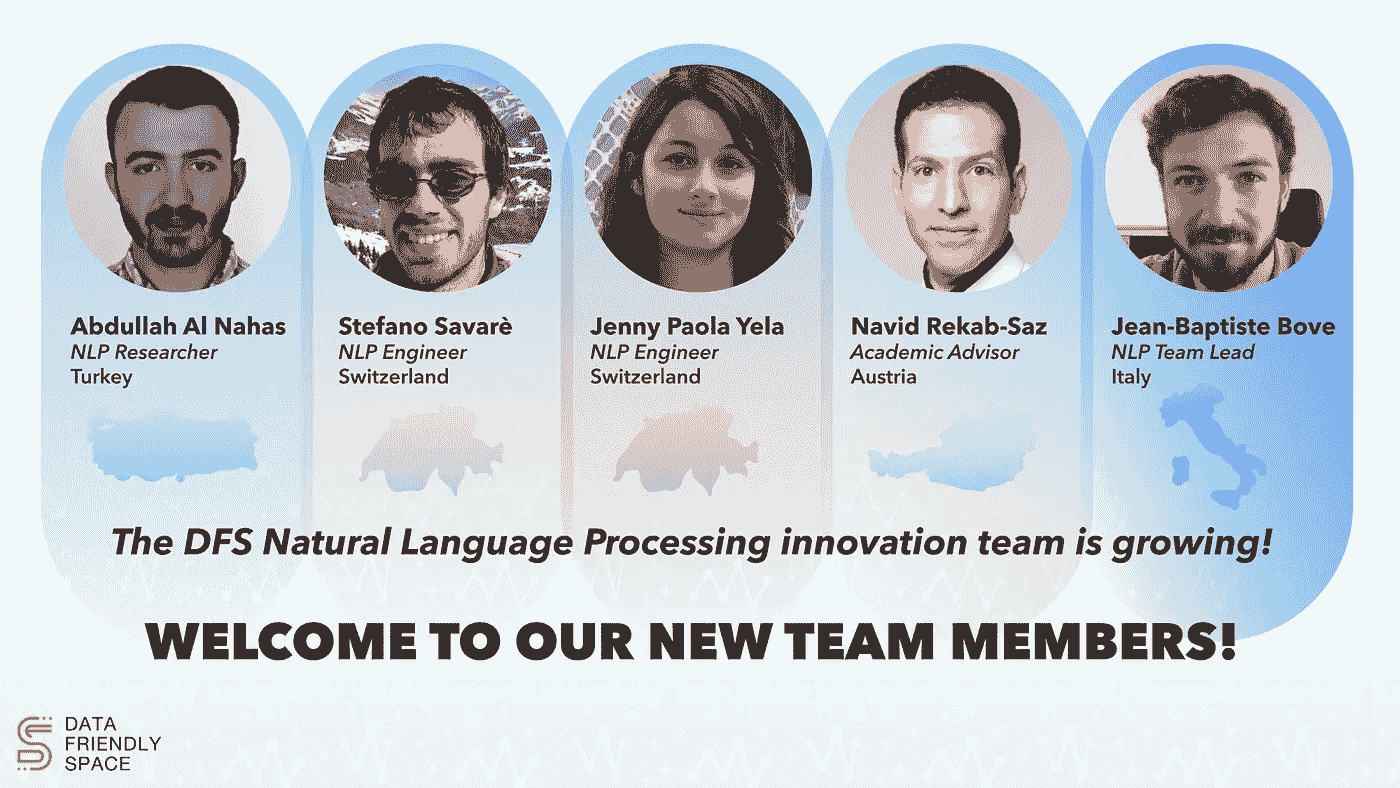 Abdullah Al Nahas
NLP Researcher
Turkey
Stefano Savarè
NLP Engineer
Switzerland
Jenny Paola Yela
NLP Engineer
Switzerland
Navid Rekab-Saz
Academic Advisor
Austria
Jean-Baptiste Bove
NLP Team Lead
Italy
The DFS Natural Language Processing innovation team is growing!
WELCOME TO OUR NEW TEAM MEMBERS!
DATA
FRIENDLY
SPACE